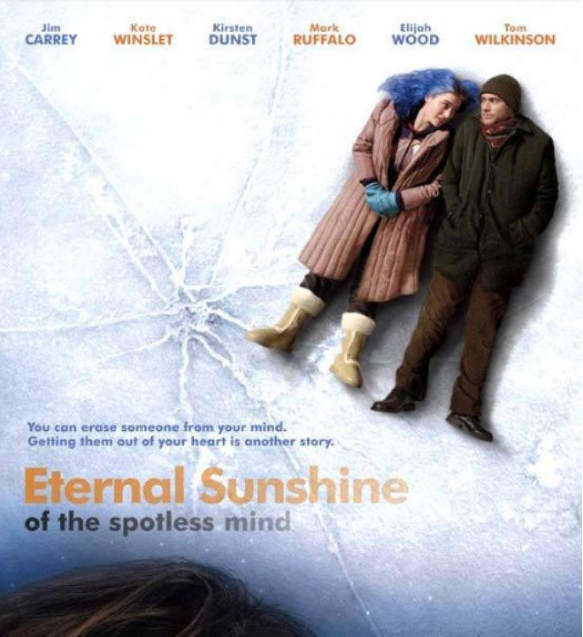 Jim Kate Kirsten Mark Elijah Tom
CARREY WINSLET DUNST RUFFALO WOOD WILKINSON
You can erase someone from your mind.
Getting them out of your heart is another story.
Eternal Sunshine
of the spotless mind